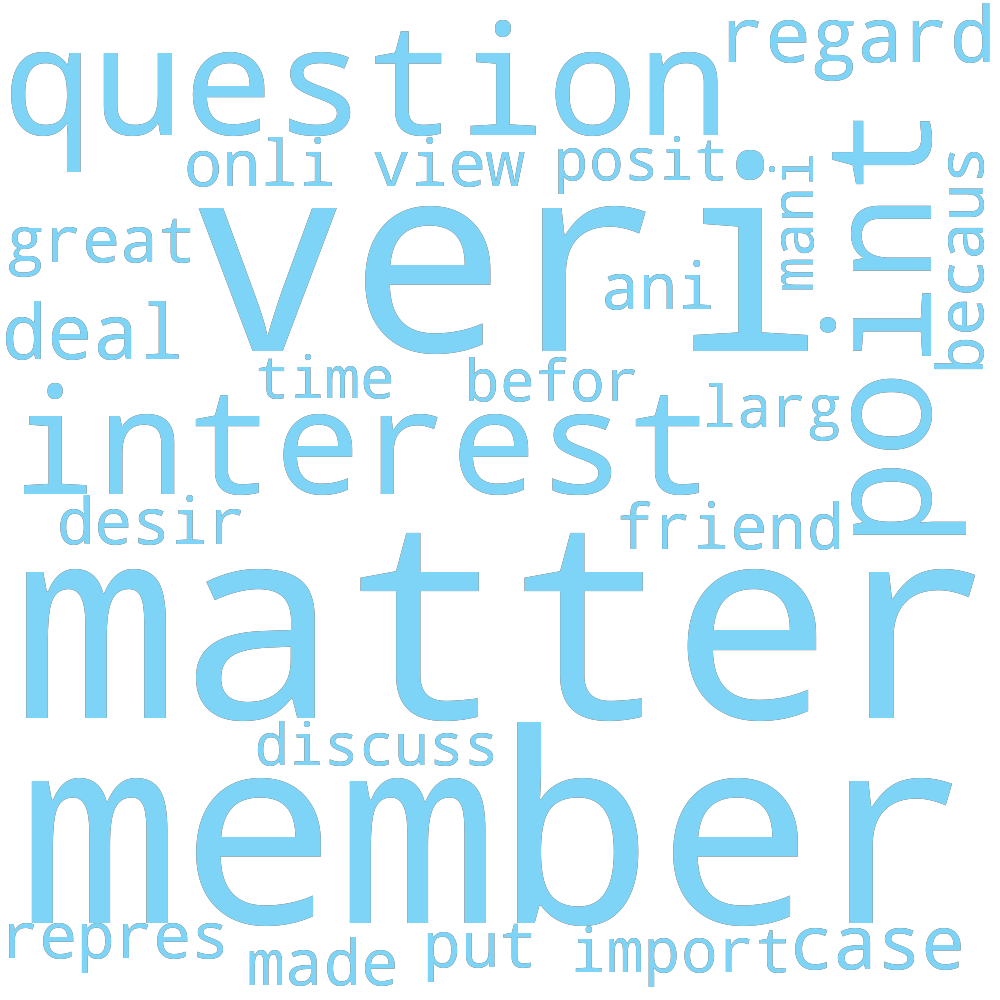 question
regard
onli view posit
mani
point
becaus
great
veri
ani
deal
time befor
larg
interest
desir
friend
matter
discuss
member
repres
made
put
import
case